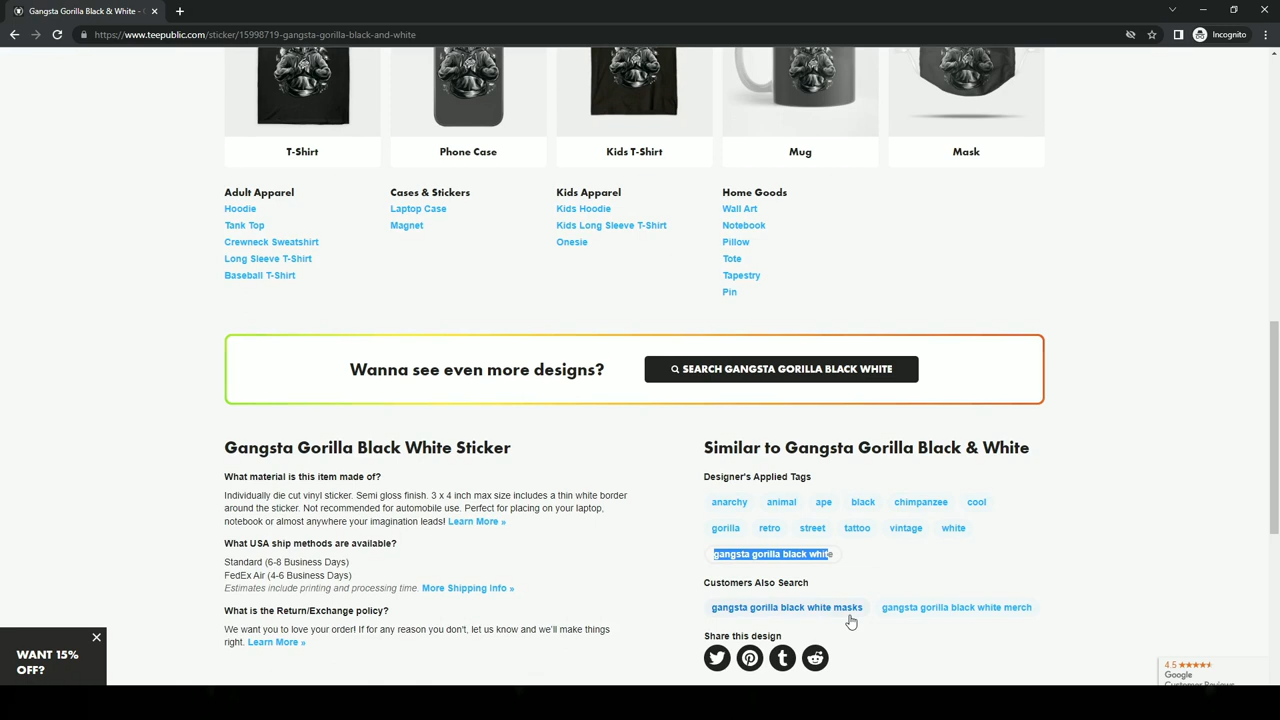 Gangsta Gorilla Black & White -
https://www.teepublic.com/sticker/15998719-gangsta-gorilla-black-and-white
Incognito
T-Shirt
Phone Case
Kids T-Shirt
Mug
Mask
Adult Apparel
Hoodie
Tank Top
Crewneck Sweatshirt
Long Sleeve T-Shirt
Baseball T-Shirt
Cases & Stickers
Laptop Case
Magnet
Kids Apparel
Kids Hoodie
Kids Long Sleeve T-Shirt
Onesie
Home Goods
Wall Art
Notebook
Pillow
Tote
Tapestry
Pin
Wanna see even more designs?
SEARCH GANGSTA GORILLA BLACK WHITE
Gangsta Gorilla Black White Sticker
What material is this item made of?
Individually die cut vinyl sticker. Semi gloss finish. 3 x 4 inch max size includes a thin white border
around the sticker. Not recommended for automobile use. Perfect for placing on your laptop,
notebook or almost anywhere your imagination leads! Learn More »
What USA ship methods are available?
Standard (6-8 Business Days)
FedEx Air (4-6 Business Days)
Estimates include printing and processing time. More Shipping Info »
What is the Return/Exchange policy?
We want you to love your order! If for any reason you don't, let us know and we'll make things
right. Learn More »
Similar to Gangsta Gorilla Black & White
Designer's Applied Tags
anarchy animal ape black chimpanzee cool
gorilla retro street tattoo vintage white
gangsta gorilla black white
Customers Also Search
gangsta gorilla black white masks gangsta gorilla black white merch
Share this design
WANT 15%
OFF?
4.5
Google
Customer Reviews